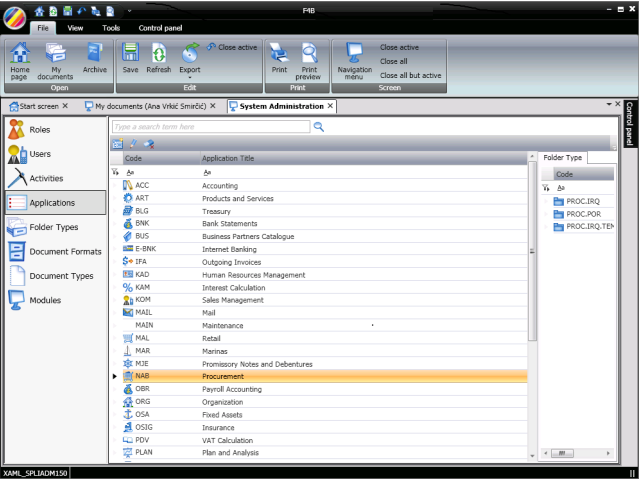 F4B
File View Tools Control panel
Home page
My documents
Archive
Save
Refresh
Export
Close active
Print
Print preview
Navigation menu
Close active
Close all
Close all but active
Open
Edit
Print
Screen
Start screen ×
My documents (Ana Vrkić Smirčić) ×
System Administration ×
Control panel
Roles
Users
Activities
Applications
Folder Types
Document Formats
Document Types
Modules
Type a search term here
Code Application Title
ACC Accounting
ART Products and Services
BLG Treasury
BNK Bank Statements
BUS Business Partners Catalogue
E-BNK Internet Banking
IFA Outgoing Invoices
KAD Human Resources Management
KAM Interest Calculation
KOM Sales Management
MAIL Mail
MAIN Maintenance
MAL Retail
MAR Marinas
MJE Promissory Notes and Debentures
NAB Procurement
OBR Payroll Accounting
ORG Organization
OSA Fixed Assets
OSIG Insurance
PDV VAT Calculation
PLAN Plan and Analysis
Folder Type
Code
PROC.IRQ
PROC.POR
PROC.IRQ.TEM
XAML_SPLIADM150